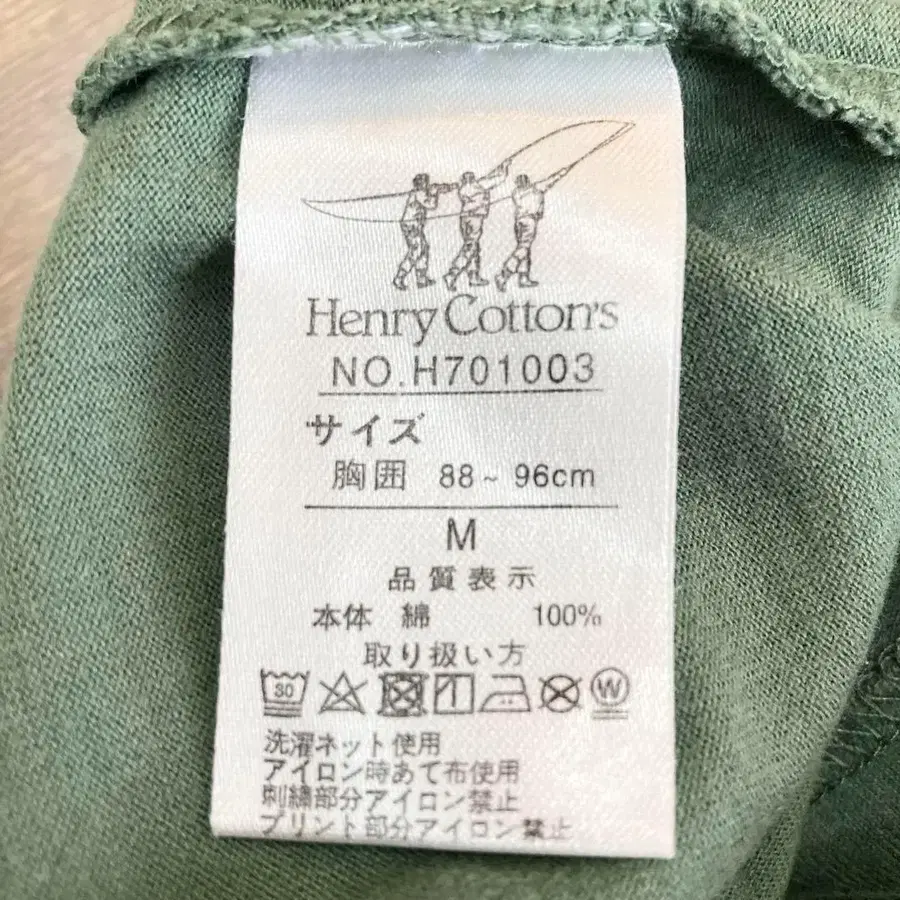 Henry Cotton's
NO.H701003
サイズ
胸囲 88~96cm
M
品質表示
本体 綿 100%
取り扱い方
30 W
洗濯ネット使用
アイロン時あて布使用
刺繍部分アイロン禁止
プリント部分アイロン禁止